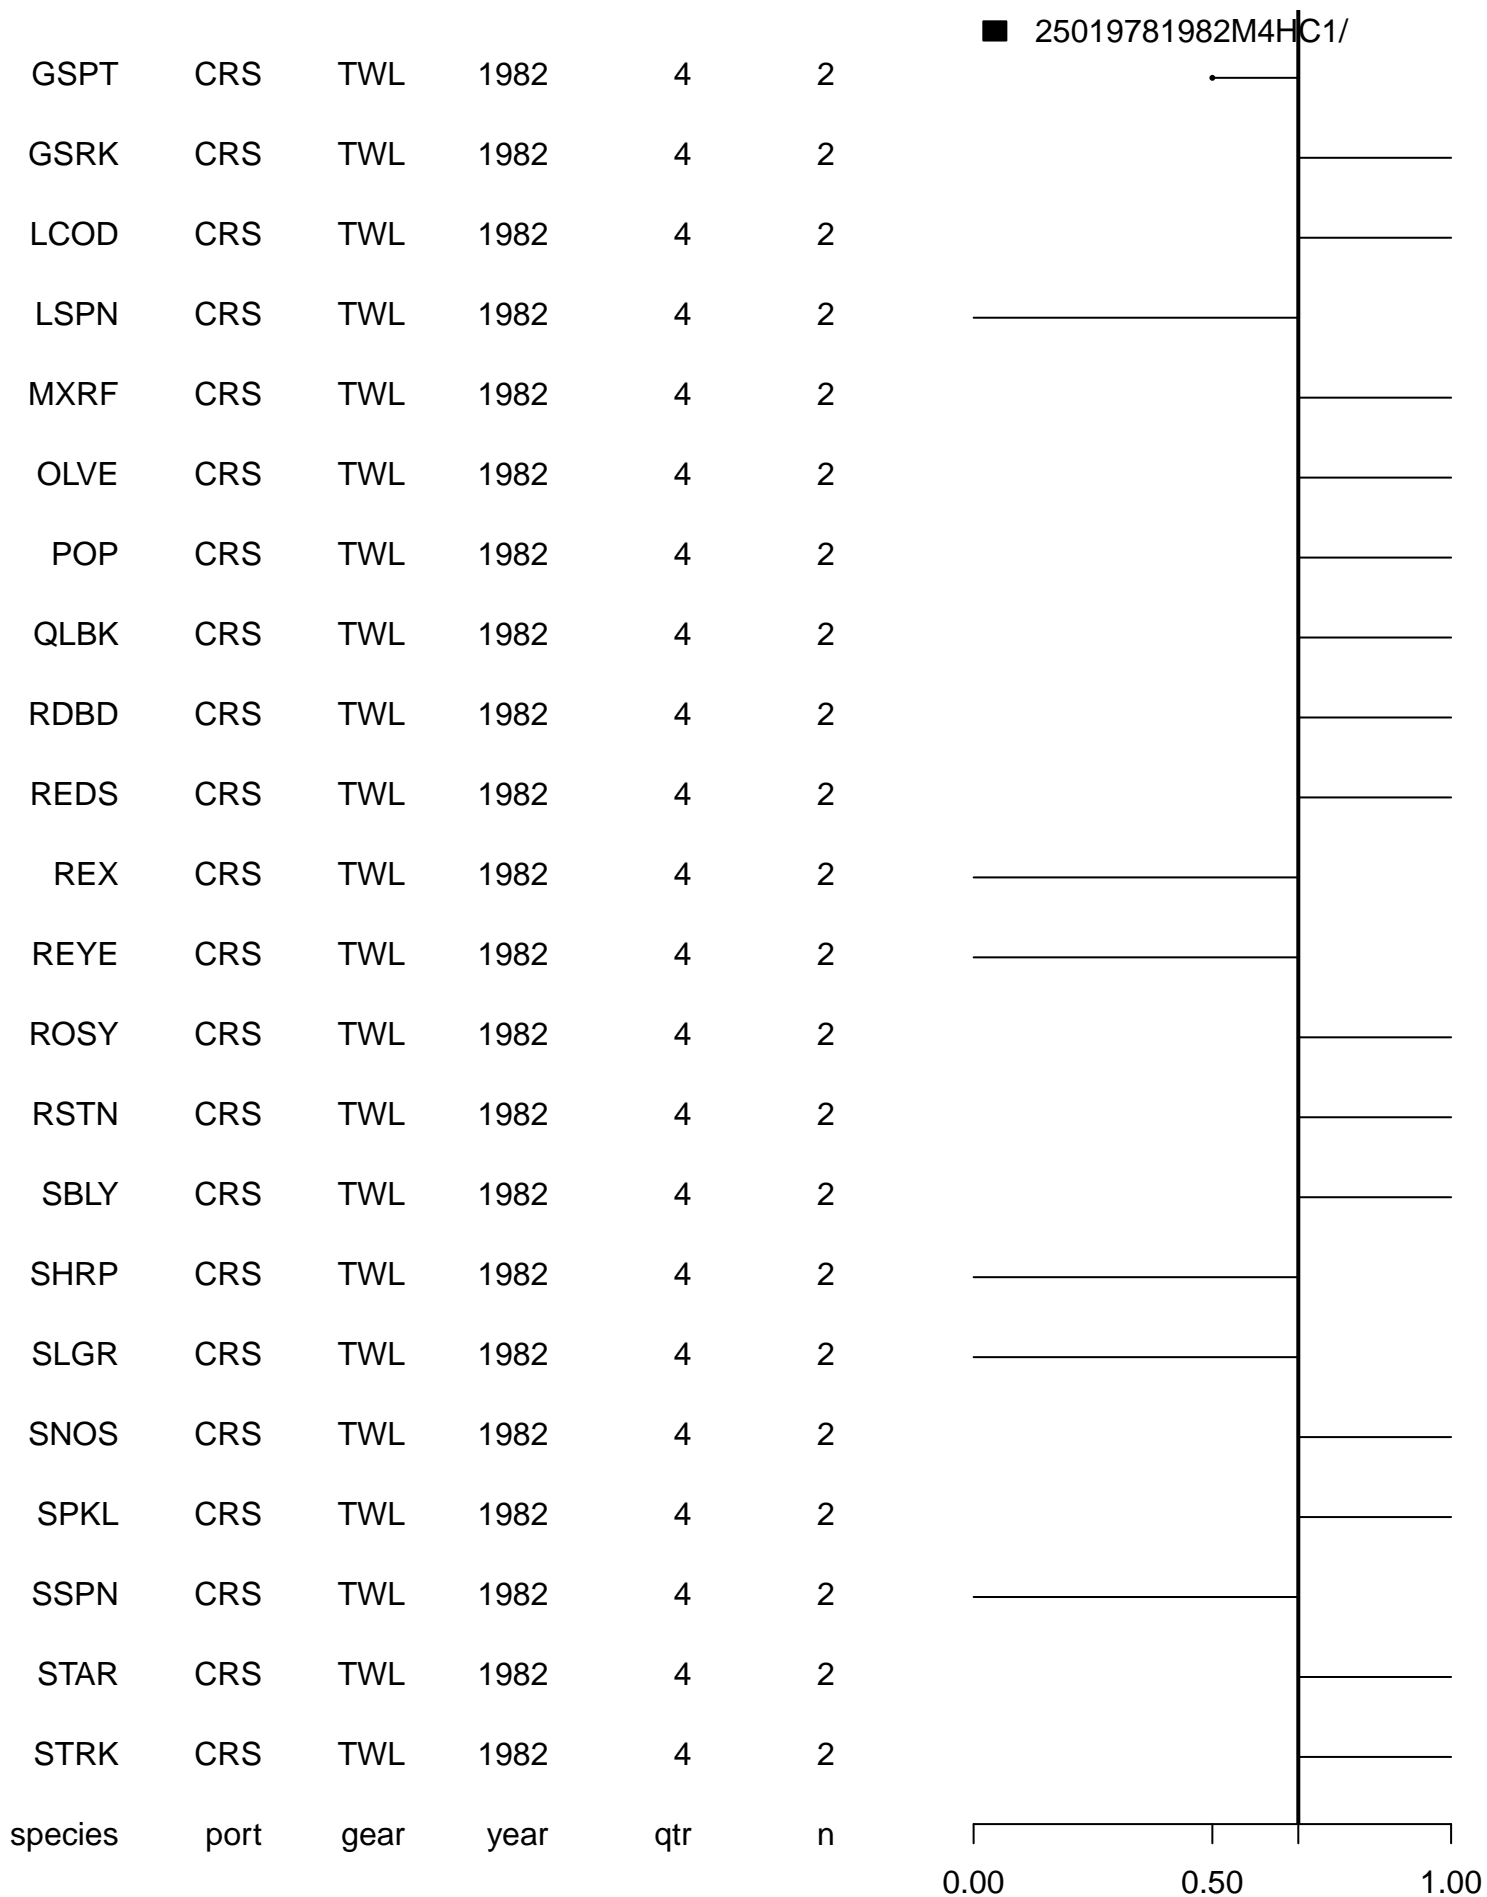 25019781982M4HC1/
GSPT CRS TWL 1982 4 2
GSRK CRS TWL 1982 4 2
LCOD CRS TWL 1982 4 2
LSPN CRS TWL 1982 4 2
MXRF CRS TWL 1982 4 2
OLVE CRS TWL 1982 4 2
POP CRS TWL 1982 4 2
QLBK CRS TWL 1982 4 2
RDBD CRS TWL 1982 4 2
REDS CRS TWL 1982 4 2
REX CRS TWL 1982 4 2
REYE CRS TWL 1982 4 2
ROSY CRS TWL 1982 4 2
RSTN CRS TWL 1982 4 2
SBLY CRS TWL 1982 4 2
SHRP CRS TWL 1982 4 2
SLGR CRS TWL 1982 4 2
SNOS CRS TWL 1982 4 2
SPKL CRS TWL 1982 4 2
SSPN CRS TWL 1982 4 2
STAR CRS TWL 1982 4 2
STRK CRS TWL 1982 4 2
species port gear year qtr n
0.00 0.50 1.00